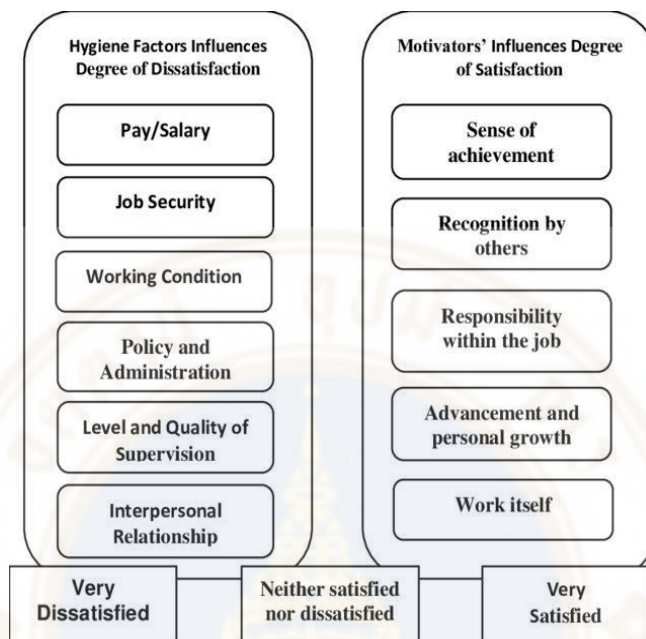 Hygiene Factors Influences
Degree of Dissatisfaction
Pay/Salary
Job Security
Working Condition
Policy and
Administration
Level and Quality of
Supervision
Interpersonal
Relationship
Motivators’ Influences Degree
of Satisfaction
Sense of
achievement
Recognition by
others
Responsibility
within the job
Advancement and
personal growth
Work itself
Very
Dissatisfied
Neither satisfied
nor dissatisfied
Very
Satisfied